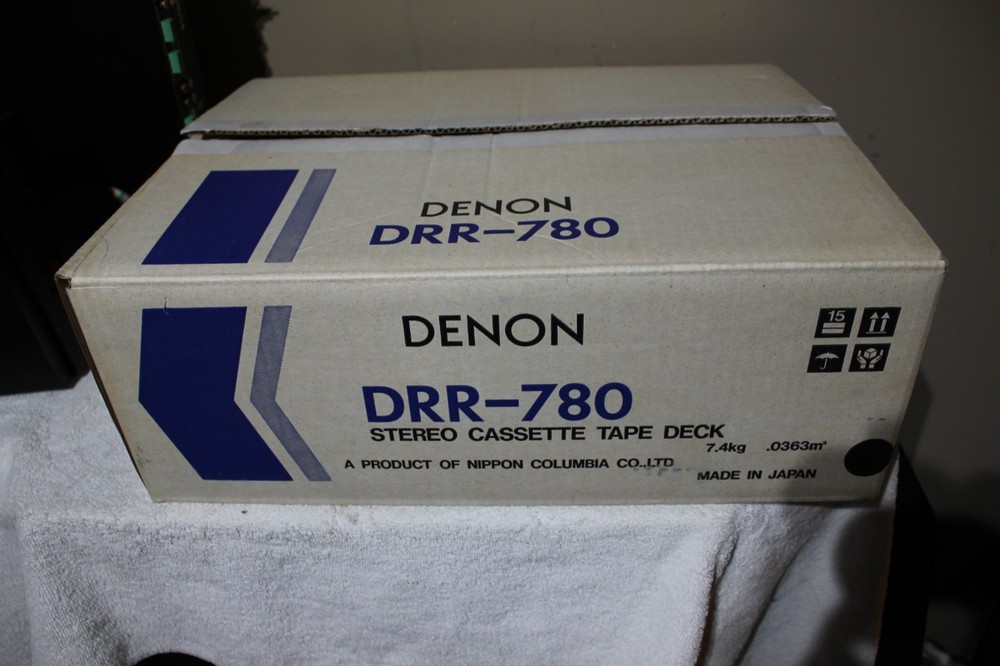 DENON
DRR-780
DENON
15
DRR-780
STEREO CASSETTE TAPE DECK
7.4kg .0363m³
A PRODUCT OF NIPPON COLUMBIA CO.,LTD
MADE IN JAPAN